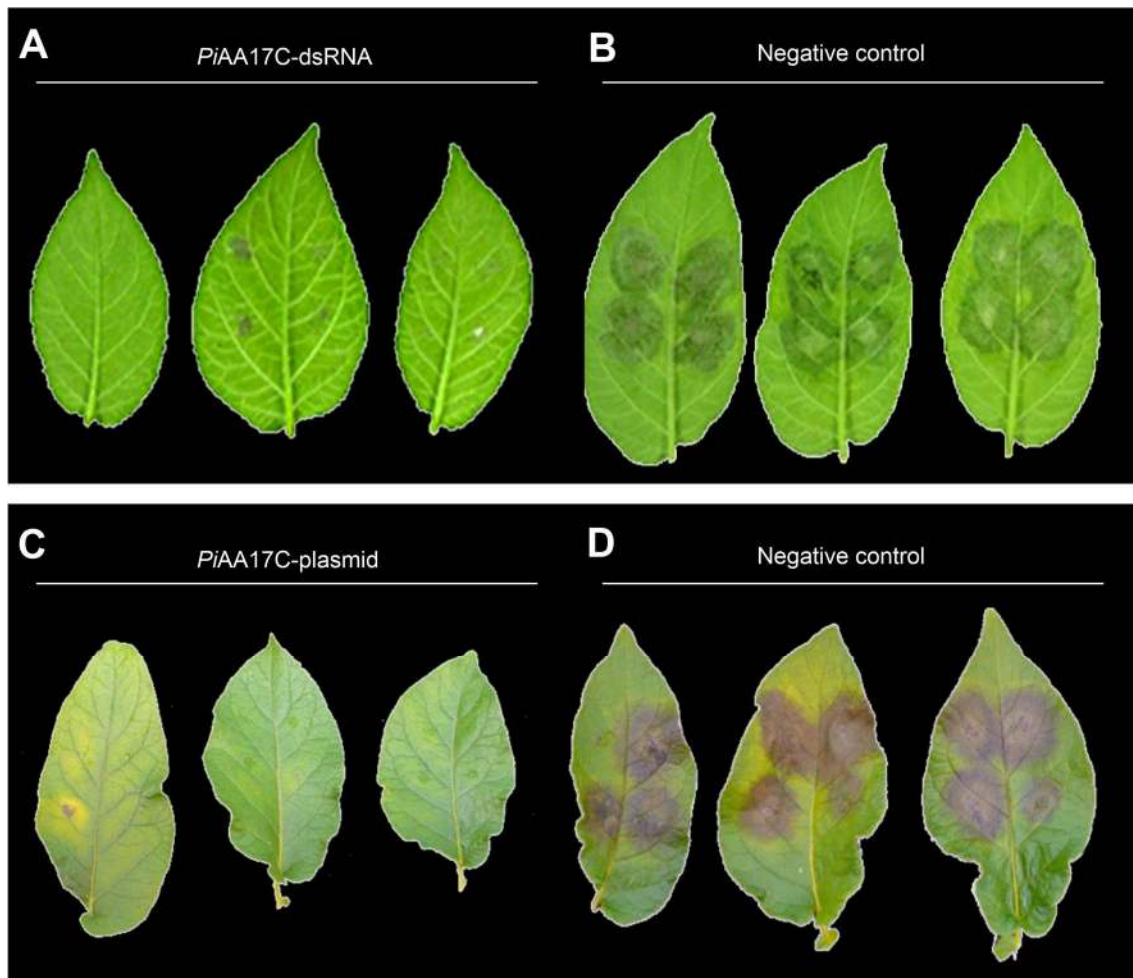 A
PiAA17C-dsRNA
B
Negative control
C
PiAA17C-plasmid
D
Negative control